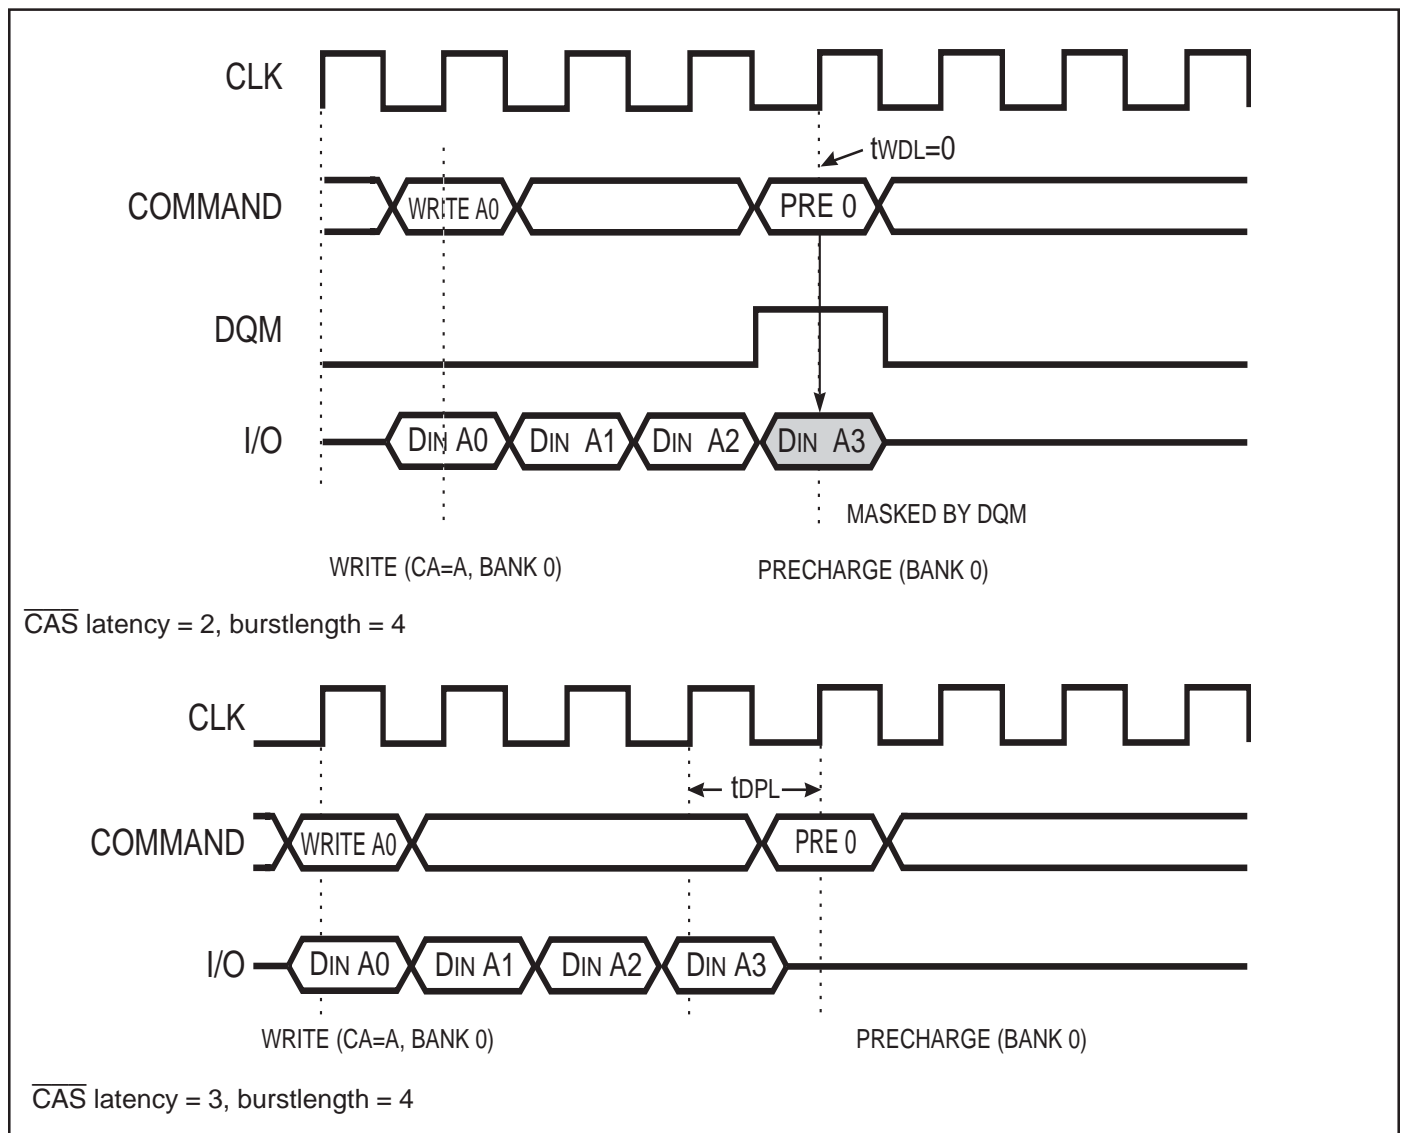 CLK
tWDL=0
COMMAND WRITE A0 PRE 0
DQM
I/O DIN A0 DIN A1 DIN A2 DIN A3
MASKED BY DQM
WRITE (CA=A, BANK 0) PRECHARGE (BANK 0)
C̅A̅S̅ latency = 2, burstlength = 4
CLK
tDPL
COMMAND WRITE A0 PRE 0
I/O DIN A0 DIN A1 DIN A2 DIN A3
WRITE (CA=A, BANK 0) PRECHARGE (BANK 0)
C̅A̅S̅ latency = 3, burstlength = 4